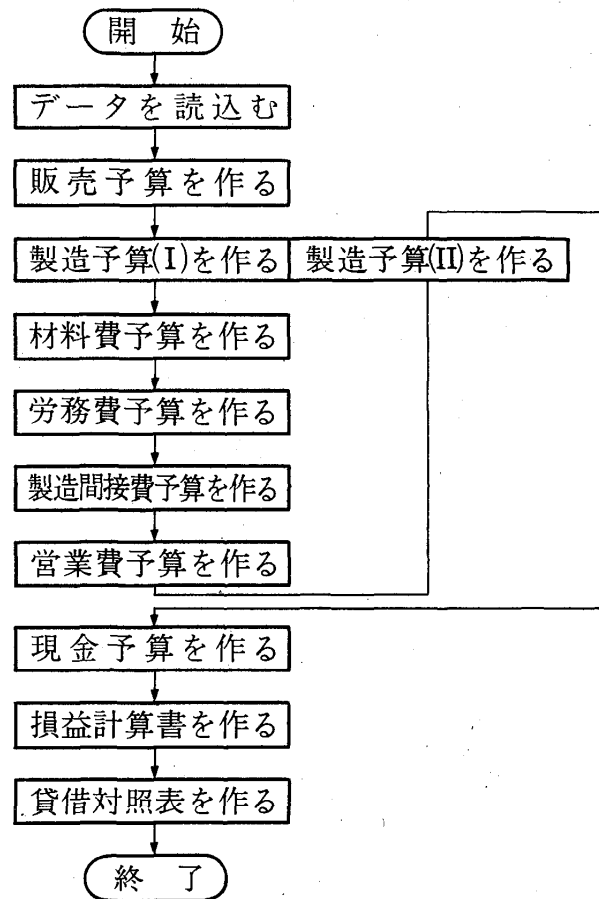 開 始
データを読込む
販売予算を作る
製造予算(I)を作る 製造予算(II)を作る
材料費予算を作る
労務費予算を作る
製造間接費予算を作る
営業費予算を作る
現金予算を作る
損益計算書を作る
貸借対照表を作る
終 了